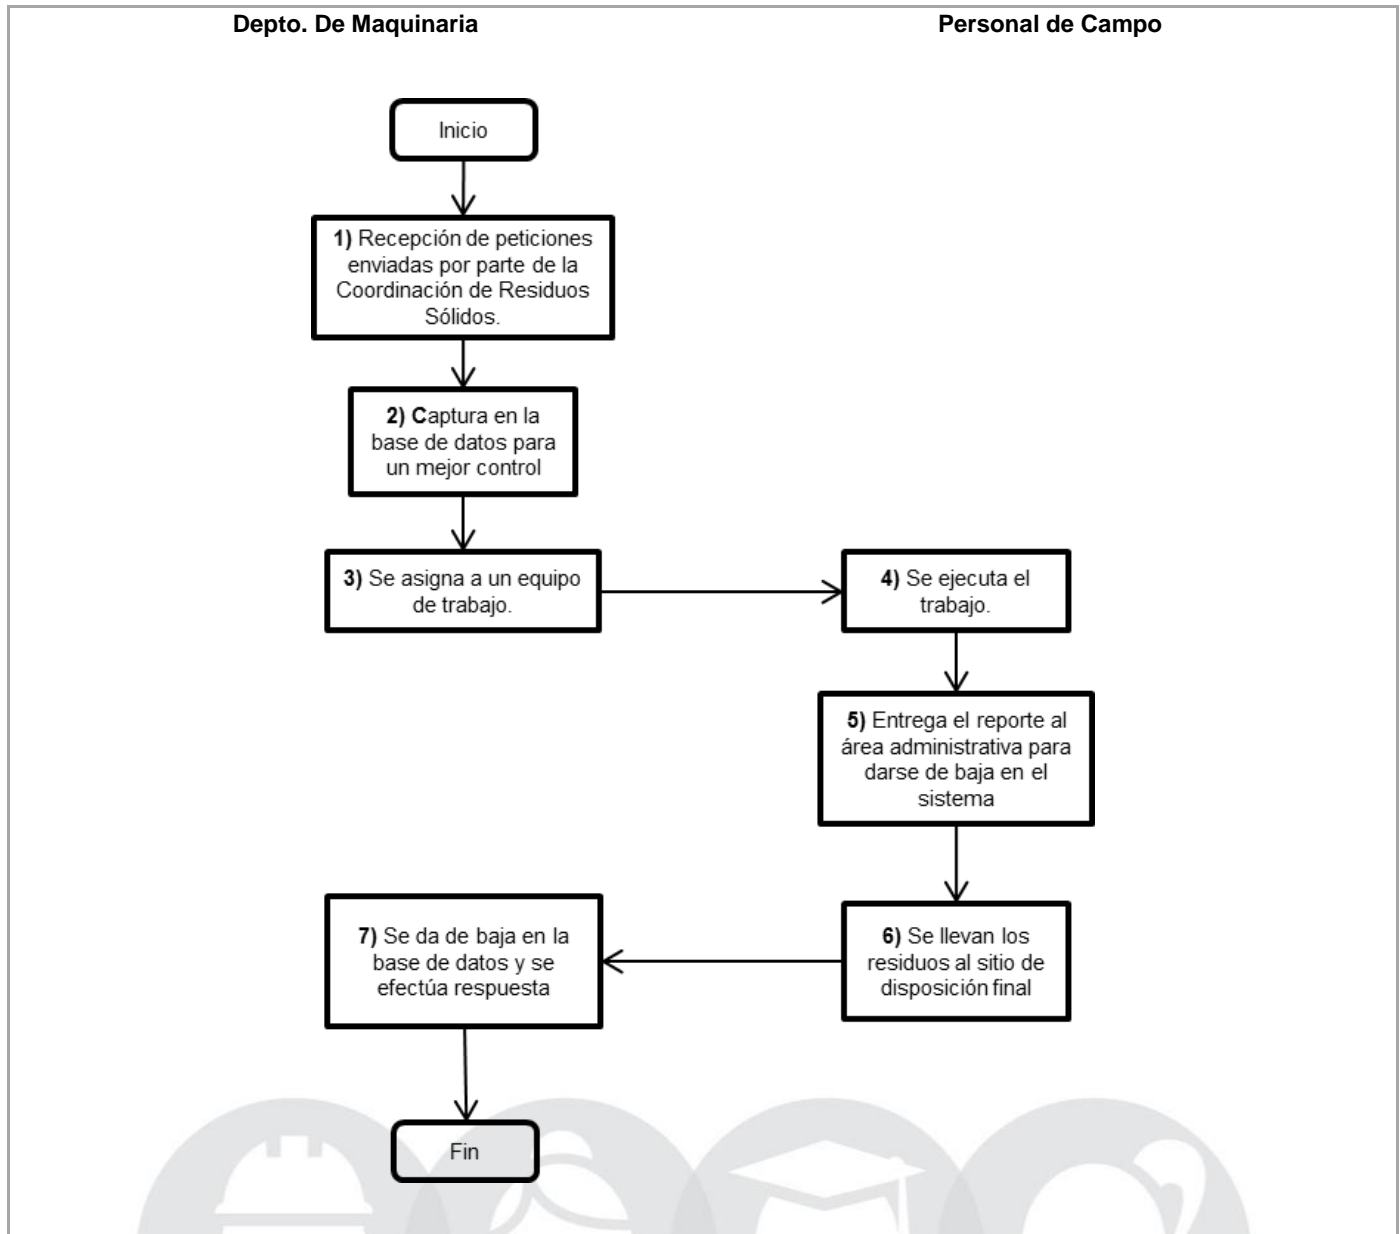 Depto. De Maquinaria
Personal de Campo
Inicio
1) Recepción de peticiones
enviadas por parte de la
Coordinación de Residuos
Sólidos.
2) Captura en la
base de datos para
un mejor control
3) Se asigna a un equipo
de trabajo.
4) Se ejecuta el
trabajo.
5) Entrega el reporte al
área administrativa para
darse de baja en el
sistema
6) Se llevan los
residuos al sitio de
disposición final
7) Se da de baja en la
base de datos y se
efectúa respuesta
Fin